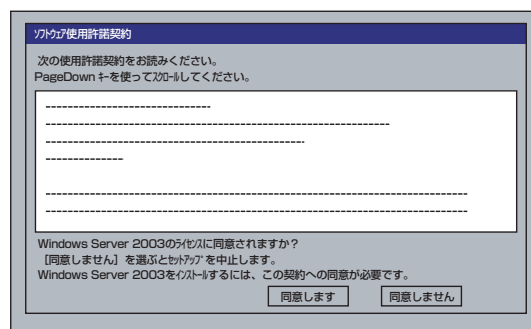 ソフトウェア使用許諾契約
次の使用許諾契約をお読みください。
PageDown キーを使ってスクロールしてください。
Windows Server 2003のライセンスに同意されますか？
［同意しません］を選ぶとセットアップを中止します。
Windows Server 2003をインストールするには、この契約への同意が必要です。
同意します
同意しません